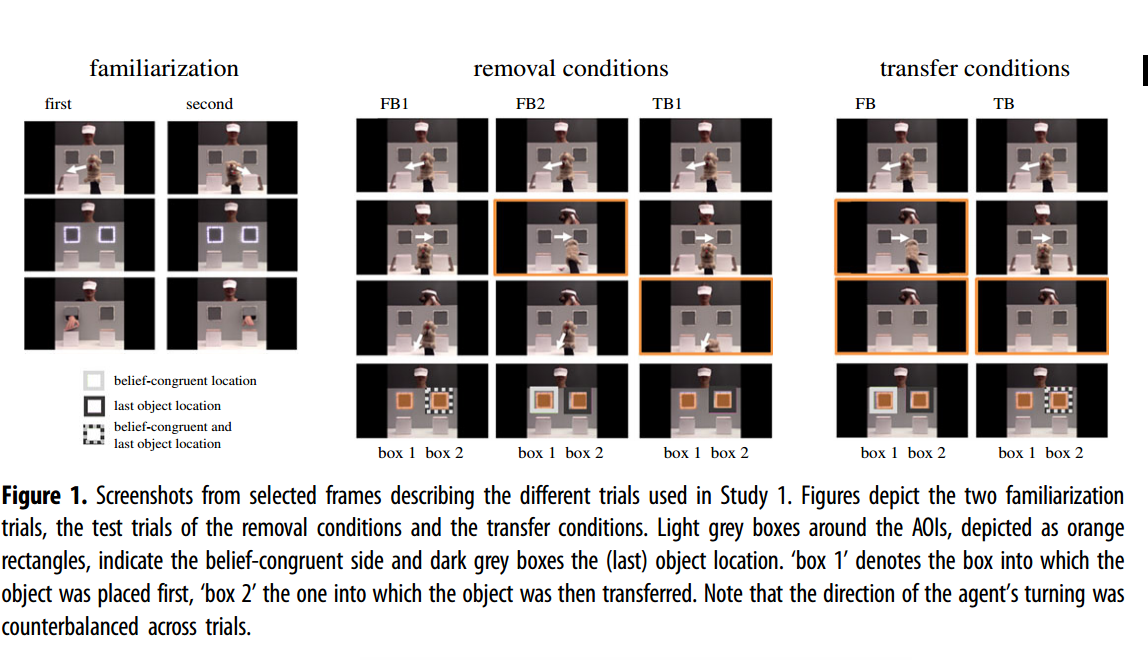 familiarization
removal conditions
transfer conditions
first
second
FB1
FB2
TB1
FB
TB
belief-congruent location
last object location
belief-congruent and
last object location
box 1 box 2
box 1 box 2
box 1 box 2
box 1 box 2
box 1 box 2
Figure 1. Screenshots from selected frames describing the different trials used in Study 1. Figures depict the two familiarization
trials, the test trials of the removal conditions and the transfer conditions. Light grey boxes around the AOIs, depicted as orange
rectangles, indicate the belief-congruent side and dark grey boxes the (last) object location. ‘box 1’ denotes the box into which the
object was placed first, ‘box 2’ the one into which the object was then transferred. Note that the direction of the agent’s turning was
counterbalanced across trials.